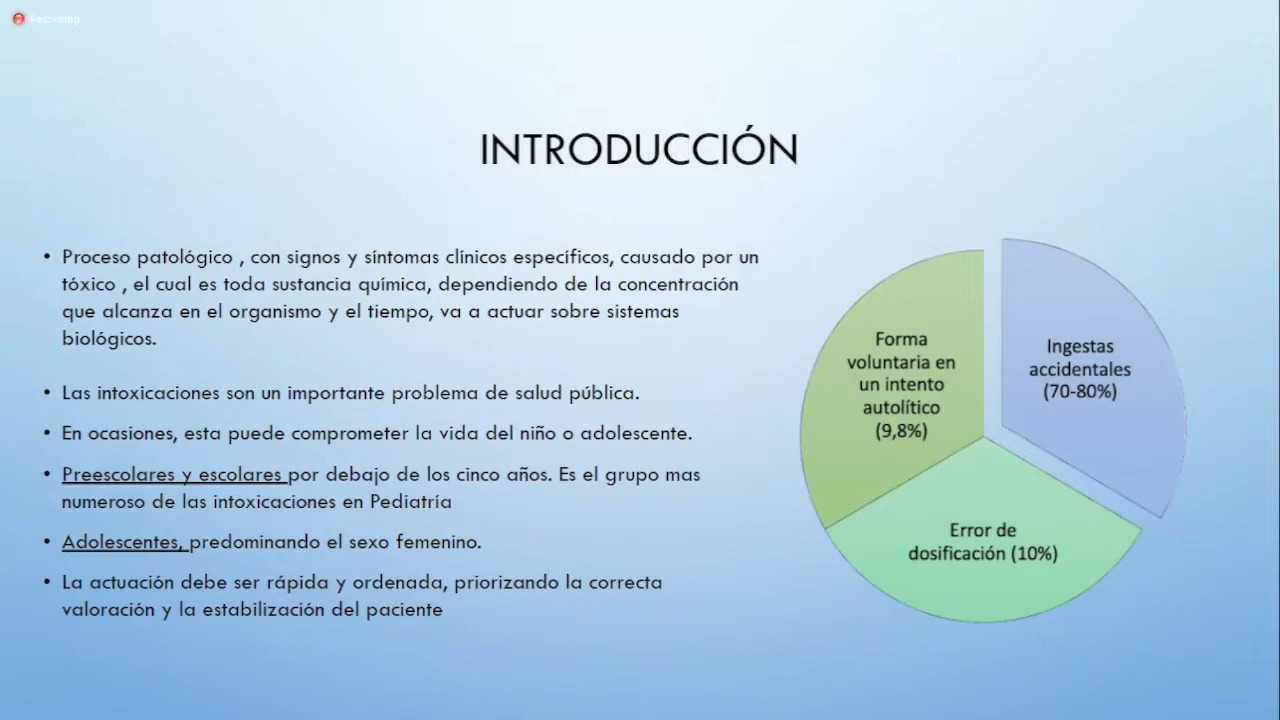 Recording
INTRODUCCIÓN
• Proceso patológico , con signos y síntomas clínicos específicos, causado por un
tóxico , el cual es toda sustancia química, dependiendo de la concentración
que alcanza en el organismo y el tiempo, va a actuar sobre sistemas
biológicos.
• Las intoxicaciones son un importante problema de salud pública.
• En ocasiones, esta puede comprometer la vida del niño o adolescente.
• Preescolares y escolares por debajo de los cinco años. Es el grupo mas
numeroso de las intoxicaciones en Pediatría
• Adolescentes, predominando el sexo femenino.
• La actuación debe ser rápida y ordenada, priorizando la correcta
valoración y la estabilización del paciente
Forma
voluntaria en
un intento
autolítico
(9,8%)
Ingestas
accidentales
(70-80%)
Error de
dosificación (10%)